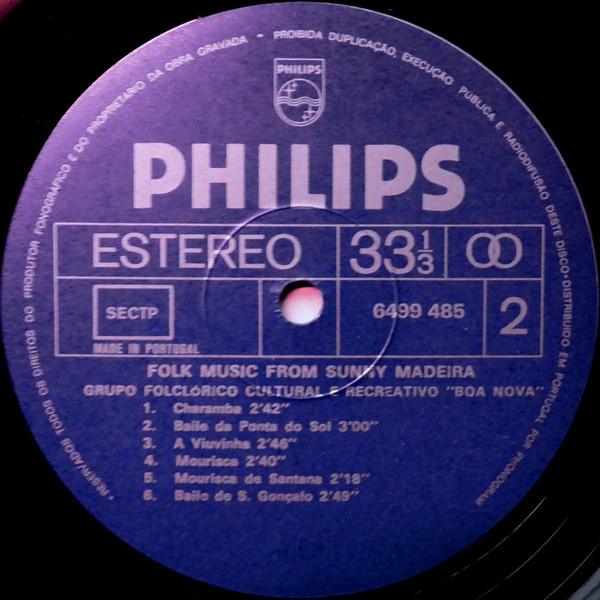 * RESERVADOS TODOS OS DIREITOS DO PRODUTOR FONOGRAFICO E DO PROPRIETARIO DA OBRA GRAVADA - PROIBIDA DUPLICAÇÃO, EXECUÇÃO PÚBLICA E RADIODIFUSÃO DESTE DISCO - DISTRIBUIDO EM PORTUGAL POR PHONOGRAM
PHILIPS
PHILIPS
ESTEREO 33 1/3
SECTP 6499 485 2
MADE IN PORTUGAL
FOLK MUSIC FROM SUNNY MADEIRA
GRUPO FOLCLÓRICO CULTURAL E RECREATIVO "BOA NOVA"
1. Charamba 2'42"
2. Baile da Ponta do Sol 3'00"
3. A Viuvinha 2'46"
4. Mourisca 2'40"
5. Mourisca de Santana 2'18"
6. Baile de S. Gonçalo 2'49"